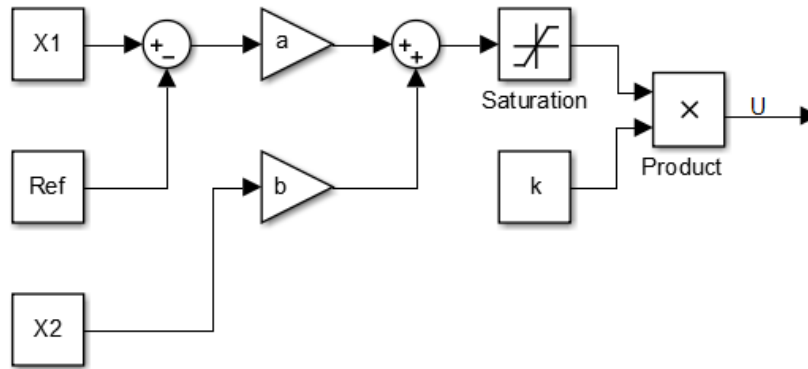 X1
+
−
a
+
+
Saturation
×
U
Product
Ref
b
k
X2